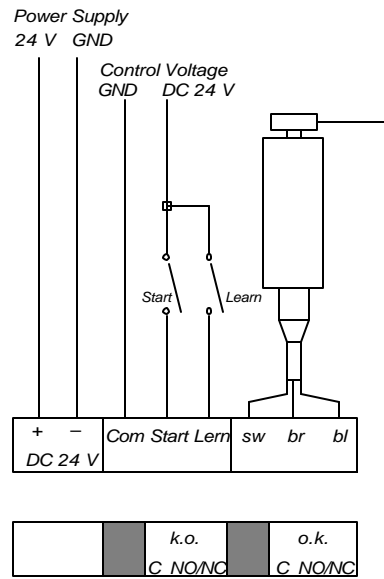 Power Supply
24 V GND
Control Voltage
GND DC 24 V
Start Learn
+ – Com Start Lern sw br bl
DC 24 V
k.o. o.k.
C NO/NC C NO/NC